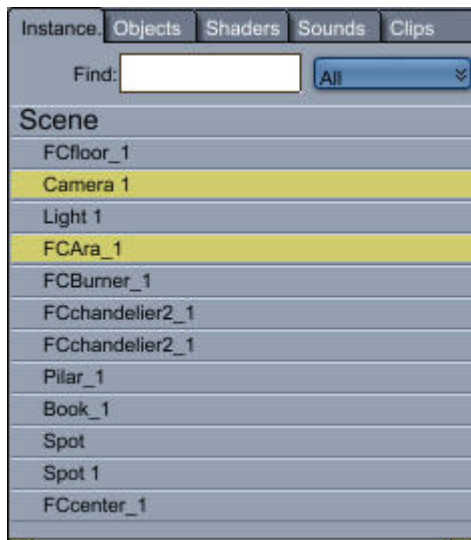 Instance. Objects Shaders Sounds Clips
Find: All
Scene
FCfloor_1
Camera 1
Light 1
FCAra_1
FCBurner_1
FCchandelier2_1
FCchandelier2_1
Pilar_1
Book_1
Spot
Spot 1
FCcenter_1